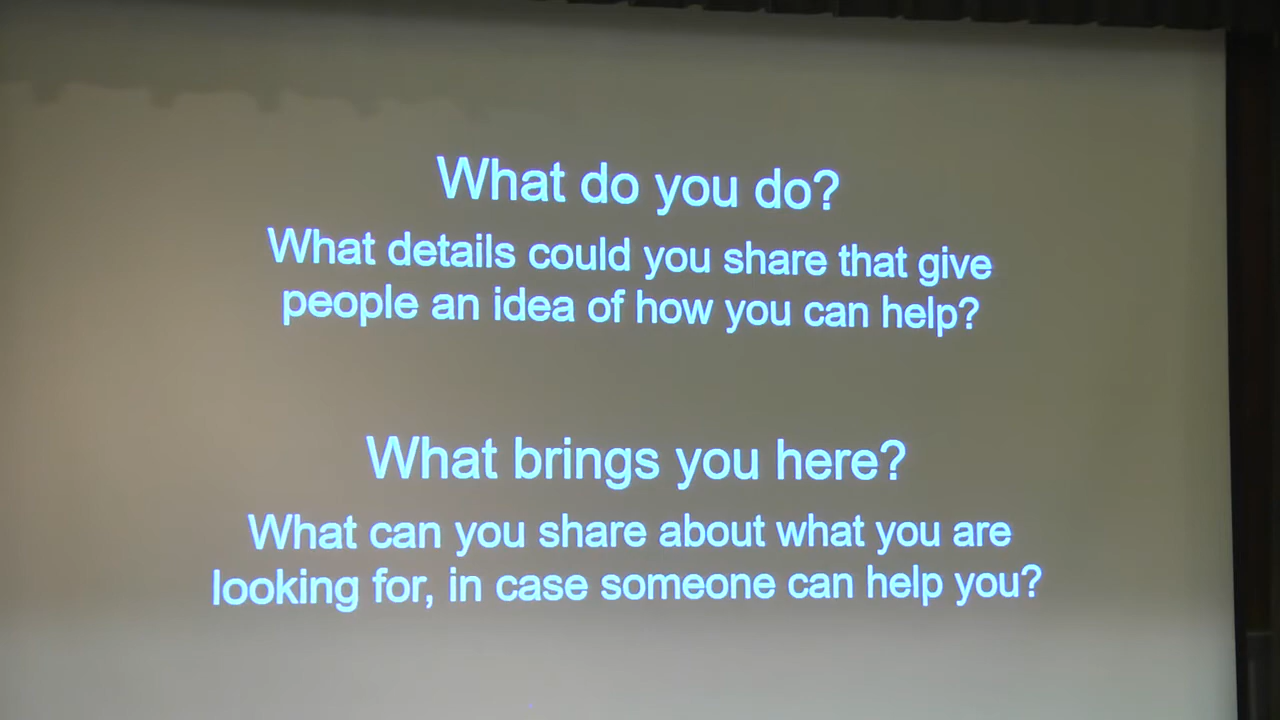 What do you do?
What details could you share that give
people an idea of how you can help?
What brings you here?
What can you share about what you are
looking for, in case someone can help you?